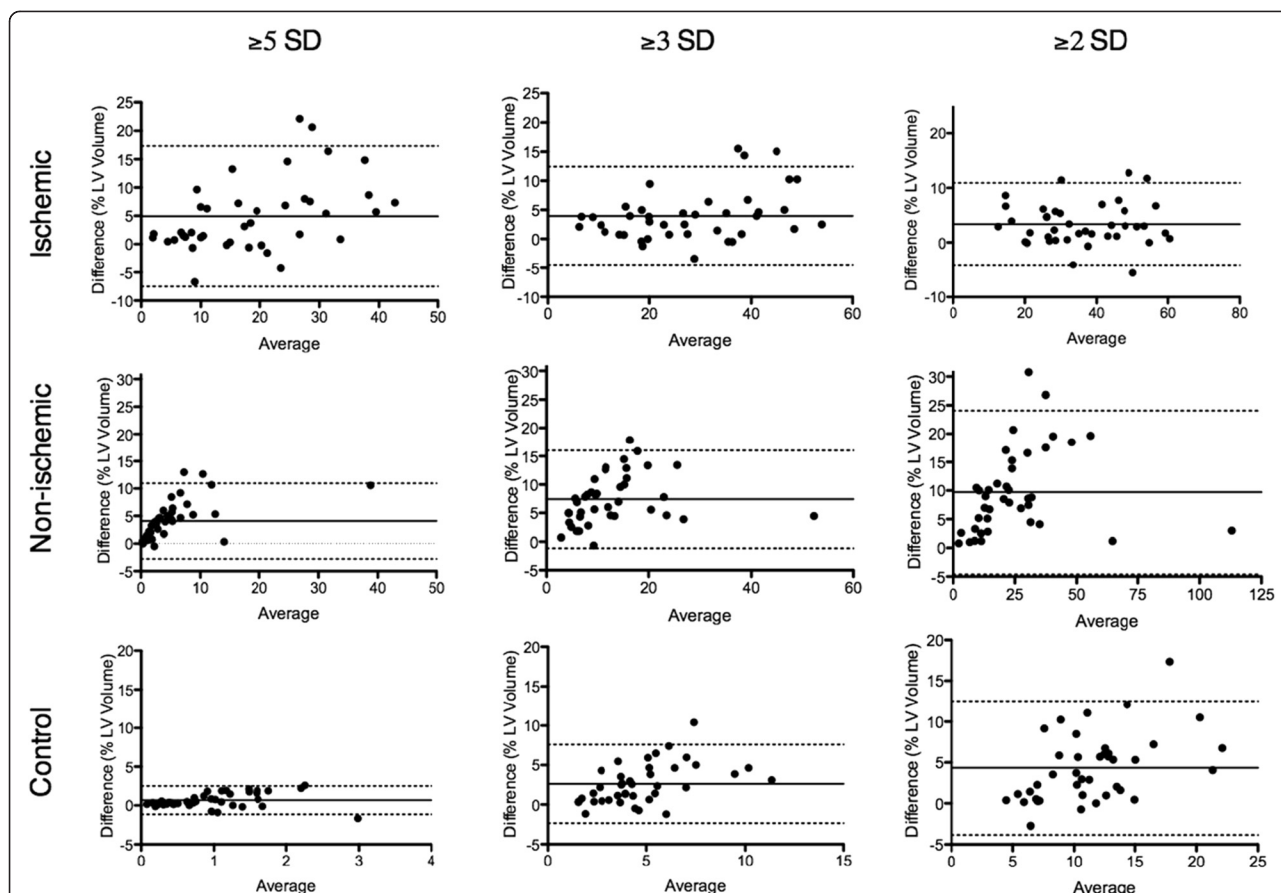 ≥5 SD
≥3 SD
≥2 SD
Ischemic
Difference (% LV Volume)
25
20
15
10
5
0
-5
-10
0 10 20 30 40 50
Average
Difference (% LV Volume)
25
20
15
10
5
0
-5
-10
0 20 40 60
Average
Difference (% LV Volume)
20
10
0
-10
0 20 40 60 80
Average
Non-ischemic
Difference (% LV Volume)
30
25
20
15
10
5
0
-5
0 10 20 30 40 50
Average
Difference (% LV Volume)
30
25
20
15
10
5
0
-5
0 20 40 60
Average
Difference (% LV Volume)
30
25
20
15
10
5
0
-5
0 25 50 75 100 125
Average
Control
Difference (% LV Volume)
20
15
10
5
0
-5
0 1 2 3 4
Average
Difference (% LV Volume)
20
15
10
5
0
-5
0 5 10 15
Average
Difference (% LV Volume)
20
15
10
5
0
-5
0 5 10 15 20 25
Average